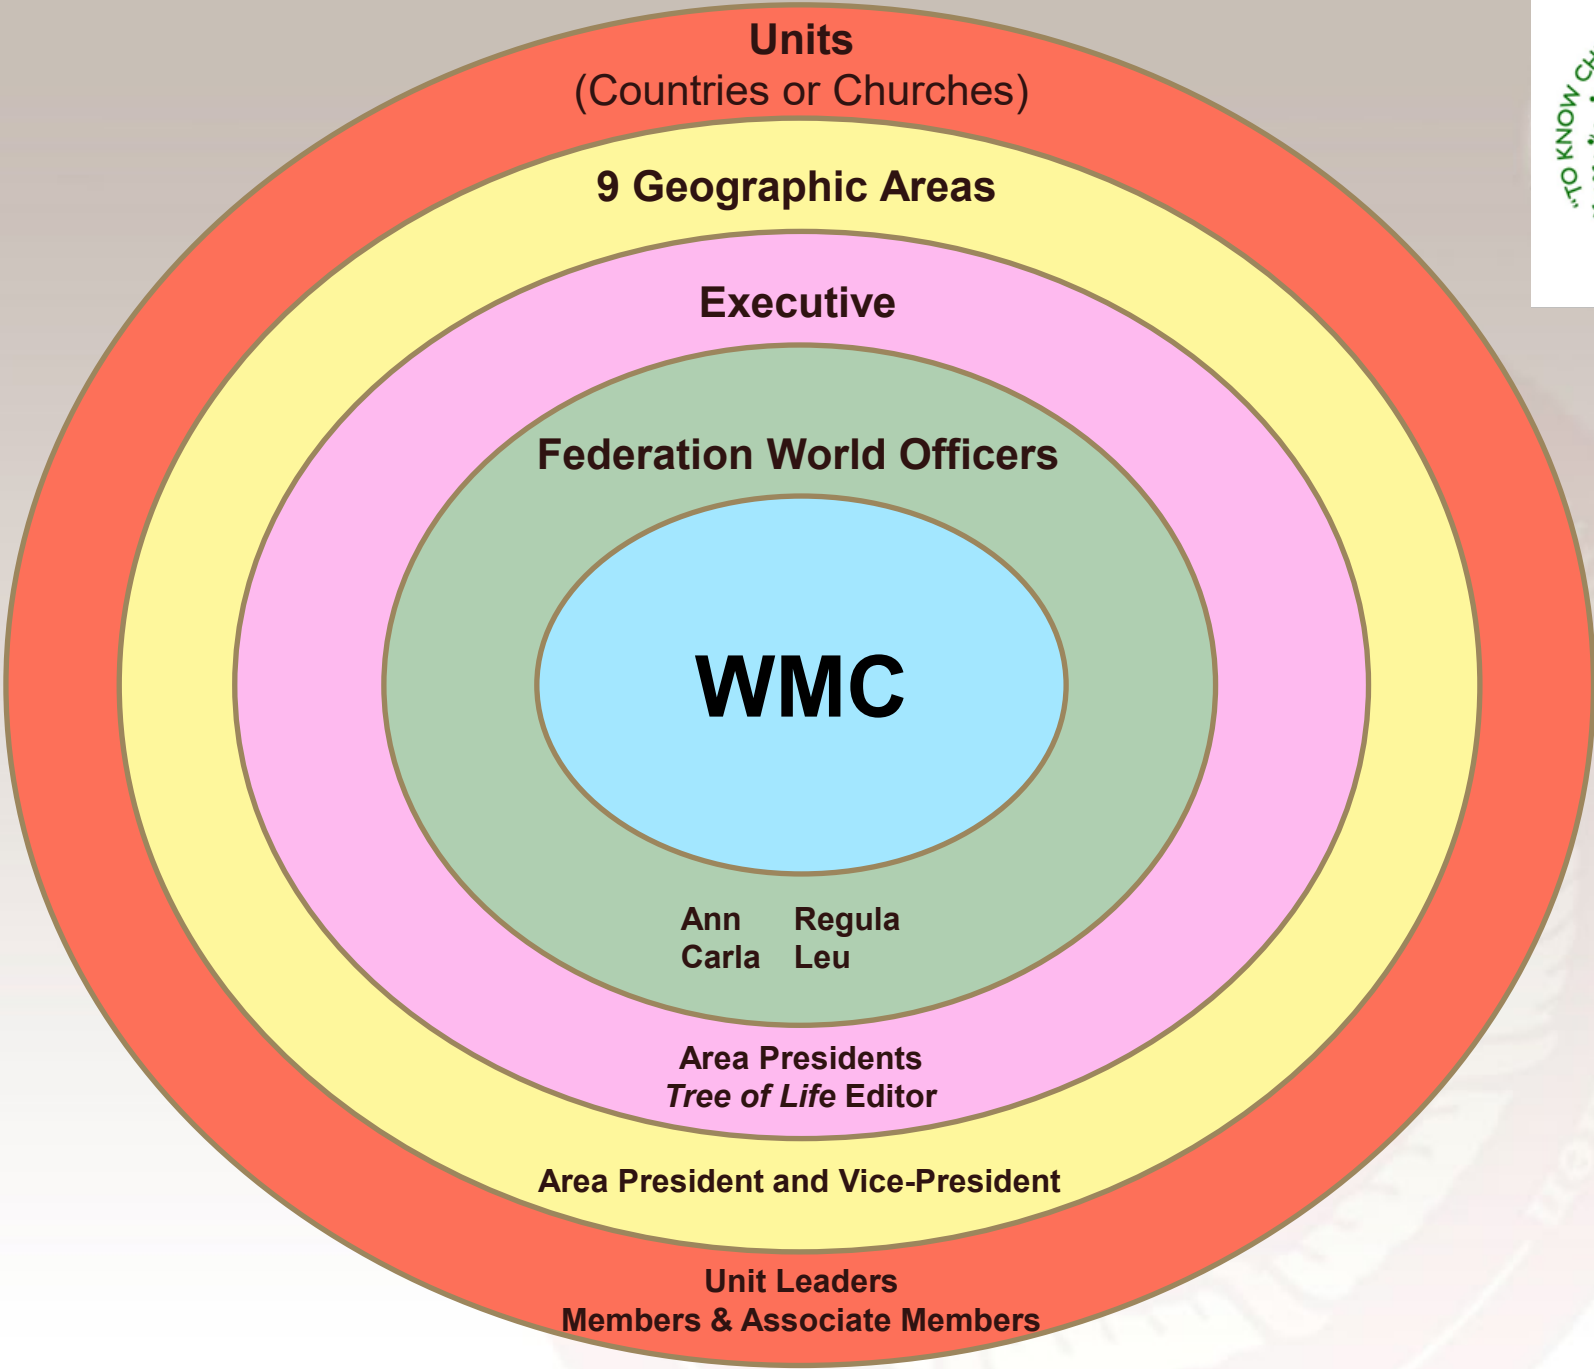 Units
(Countries or Churches)
"TO KNOW
9 Geographic Areas
Executive
Federation World Officers
WMC
Ann Regula
Carla Leu
Area Presidents
Tree of Life Editor
Area President and Vice-President
Unit Leaders
Members & Associate Members